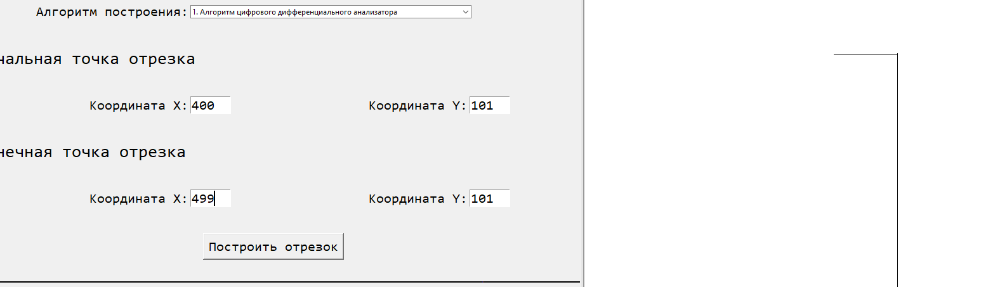 Алгоритм построения: 1. Алгоритм цифрового дифференциального анализатора
чальная точка отрезка
Координата X: 400 Координата Y: 101
нечная точка отрезка
Координата X: 499 Координата Y: 101
Построить отрезок